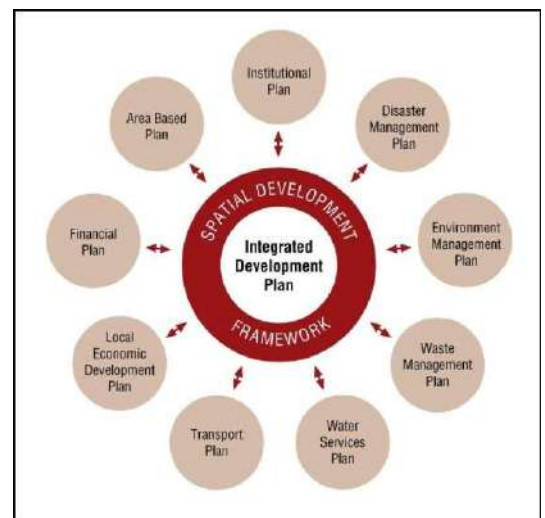 Institutional
Plan
Disaster
Management
Plan
Environment
Management
Plan
Waste
Management
Plan
Water
Services
Plan
Transport
Plan
Local
Economic
Development
Plan
Financial
Plan
Area Based
Plan
SPATIAL DEVELOPMENT
FRAMEWORK
Integrated
Development
Plan